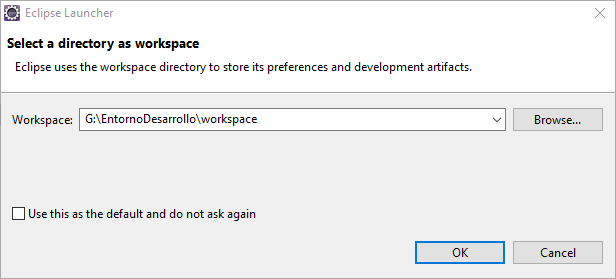 Eclipse Launcher
Select a directory as workspace
Eclipse uses the workspace directory to store its preferences and development artifacts.
Workspace: G:\EntornoDesarrollo\workspace Browse...
Use this as the default and do not ask again
OK Cancel